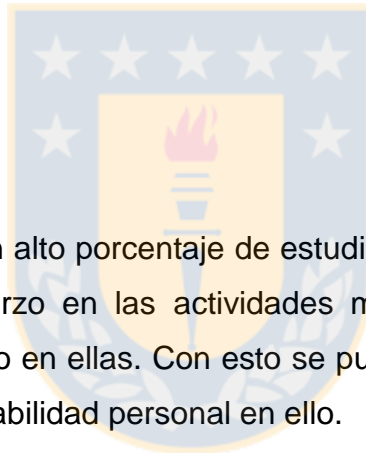 alto porcentaje de estudi
rzo en las actividades m
o en ellas. Con esto se pu
abilidad personal en ello.